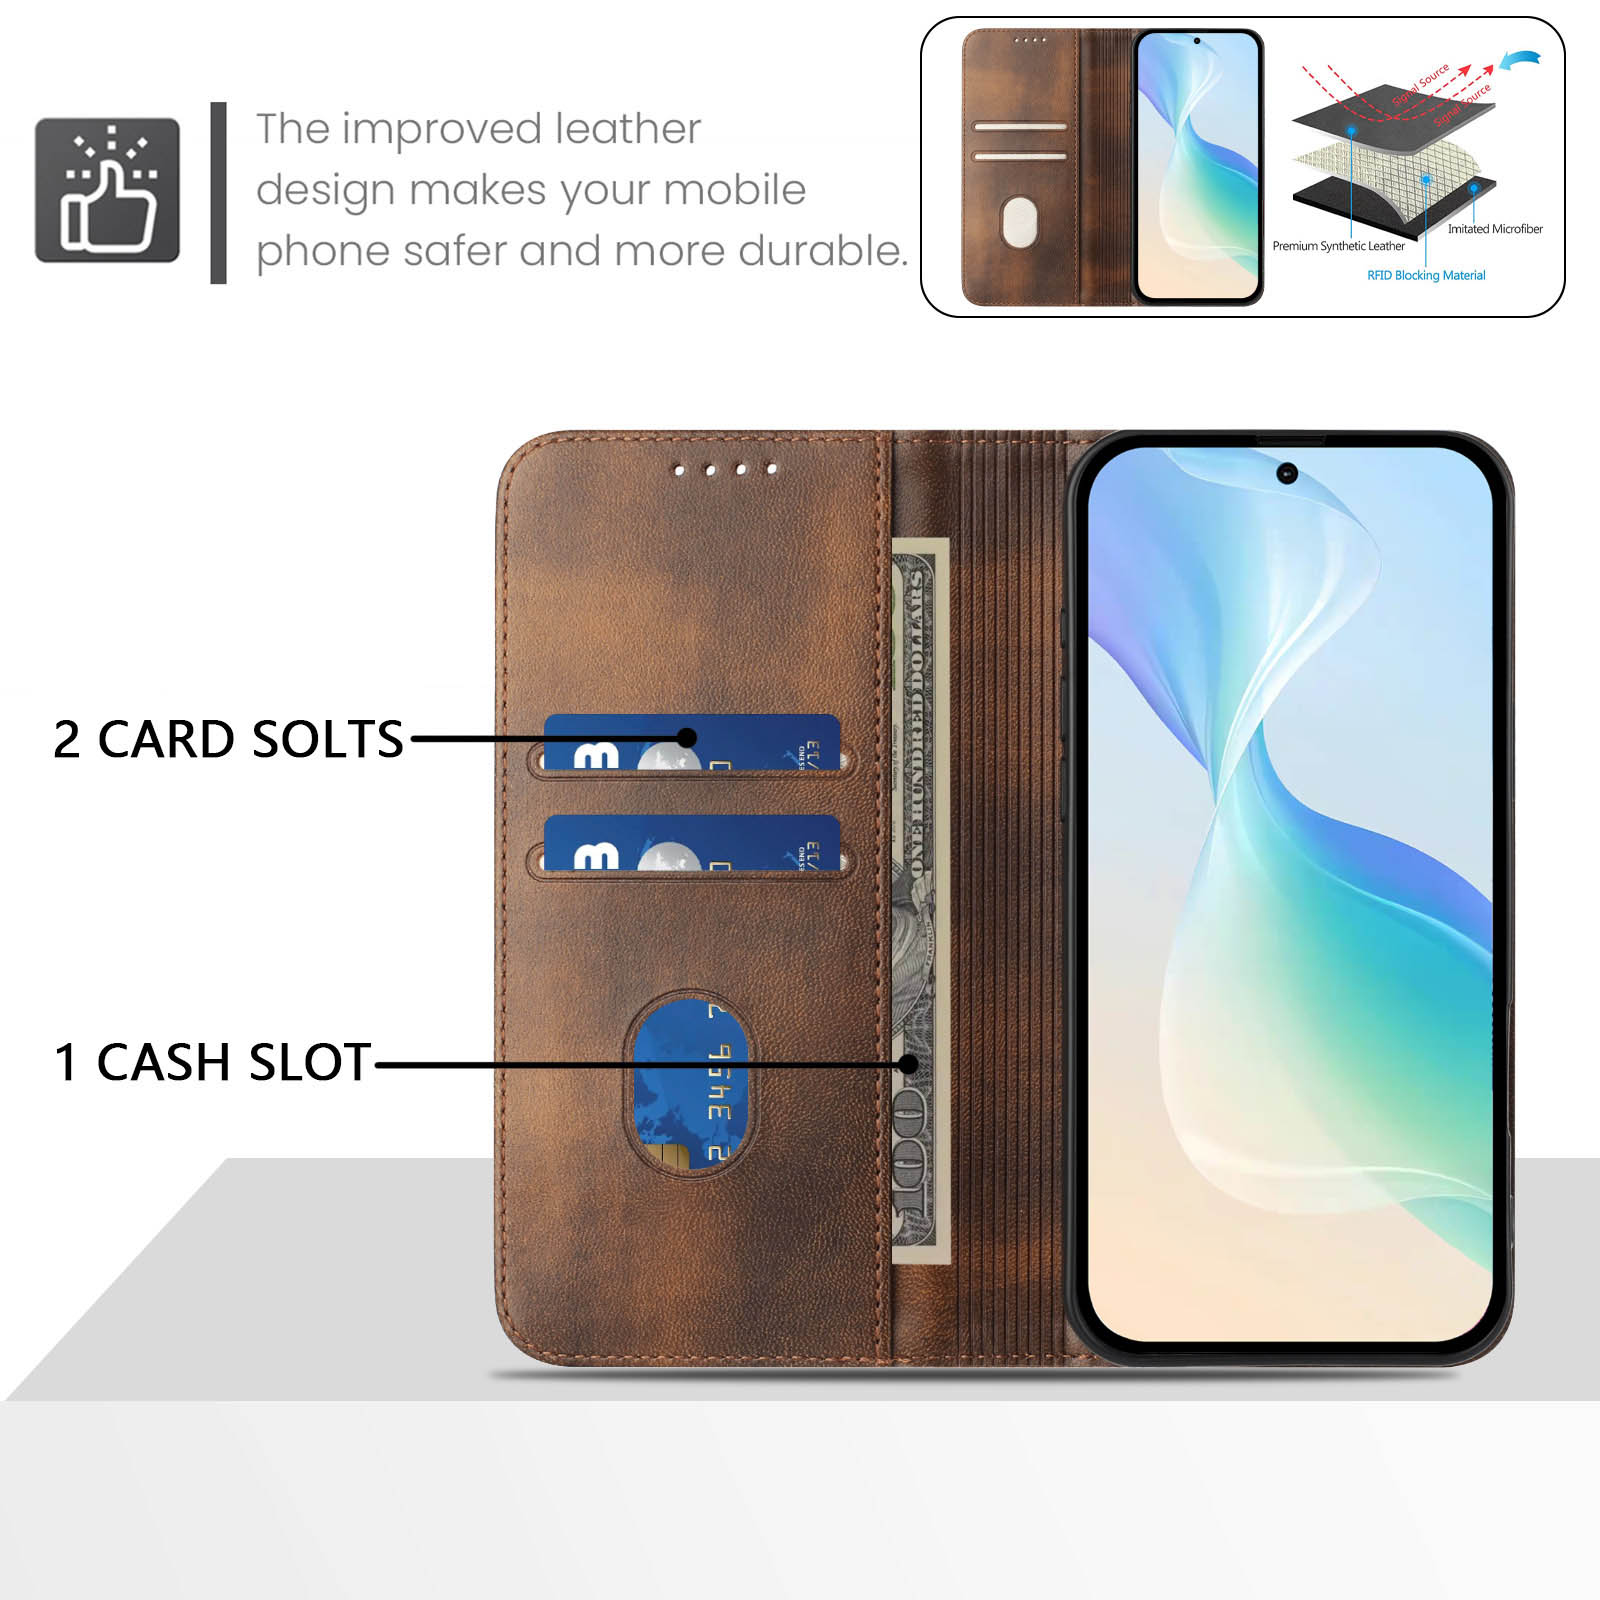 The improved leather
design makes your mobile
phone safer and more durable.
Signal Source
Signal Source
Imitated Microfiber
Premium Synthetic Leather
RFID Blocking Material
2 CARD SOLTS
1 CASH SLOT
ONE HUNDRED DOLLARS
FRANKLIN
100